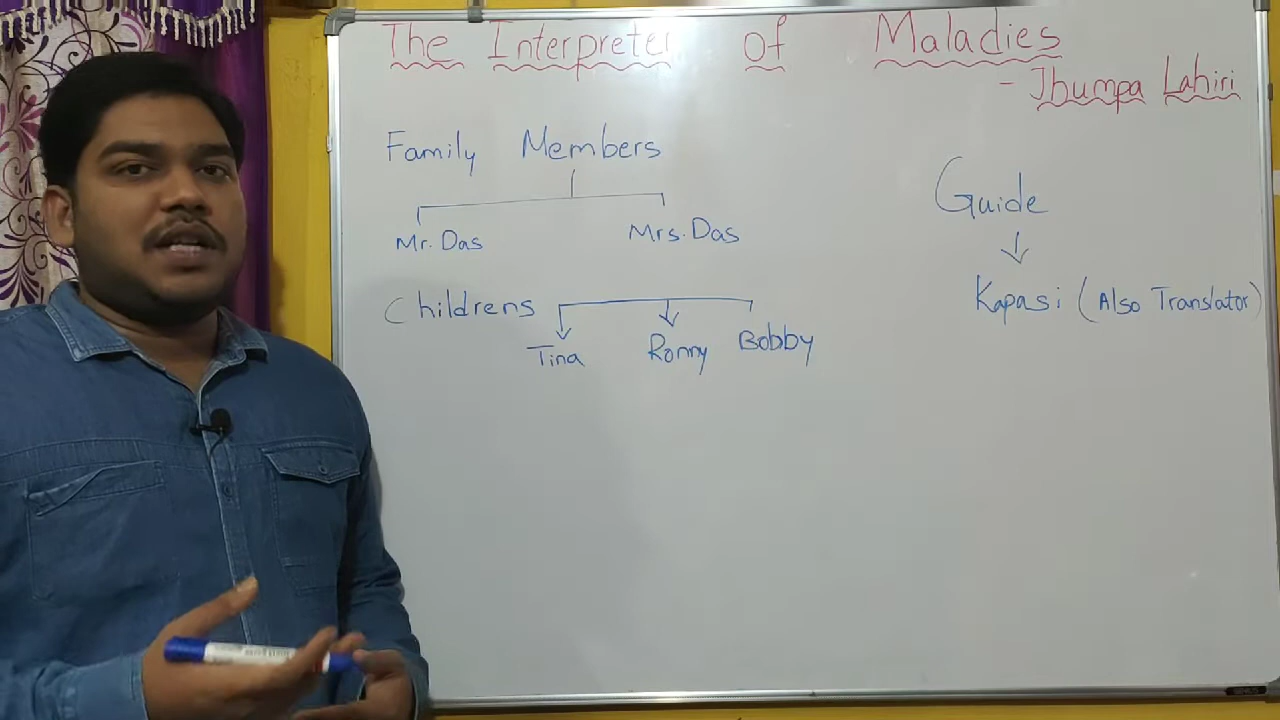 The Interpreter of Maladies
- Jhumpa Lahiri
Family Members
Mr. Das Mrs. Das
Childrens
Tina Ronny Bobby
Guide
Kapasi (Also Translator)